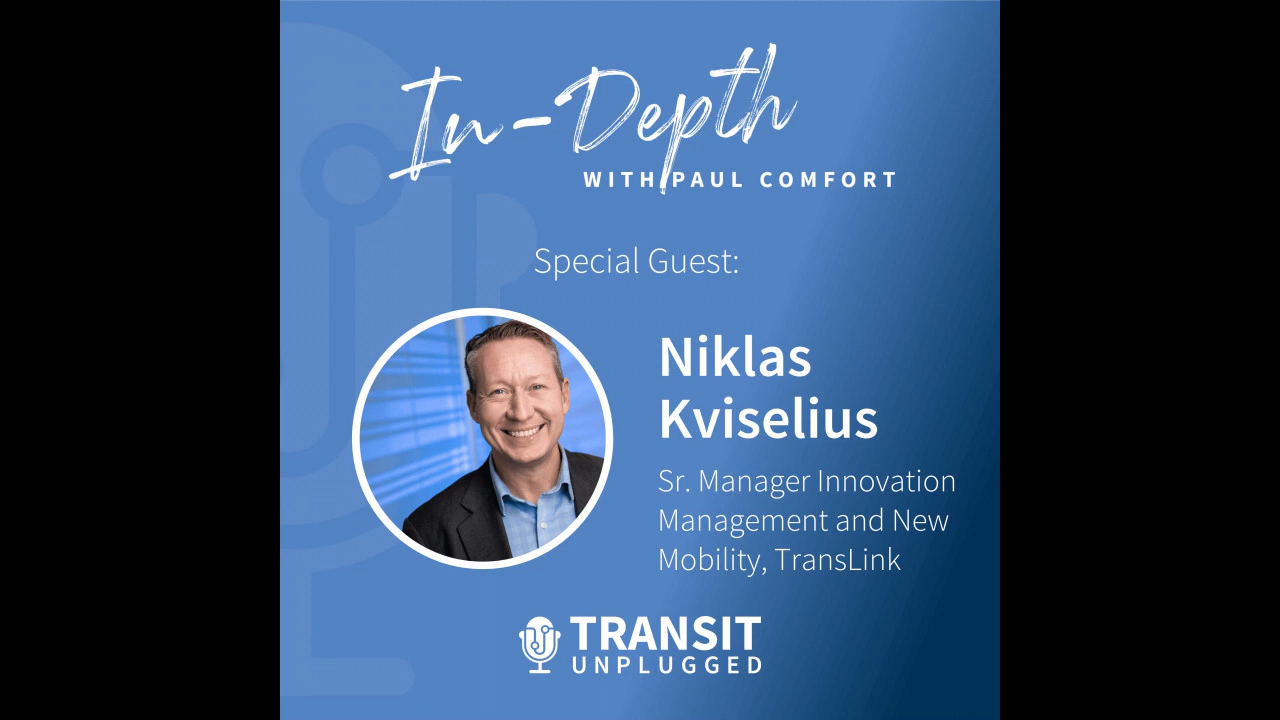 In-Depth
WITH PAUL COMFORT
Special Guest:
Niklas
Kviselius
Sr. Manager Innovation
Management and New
Mobility, TransLink
TRANSIT
UNPLUGGED